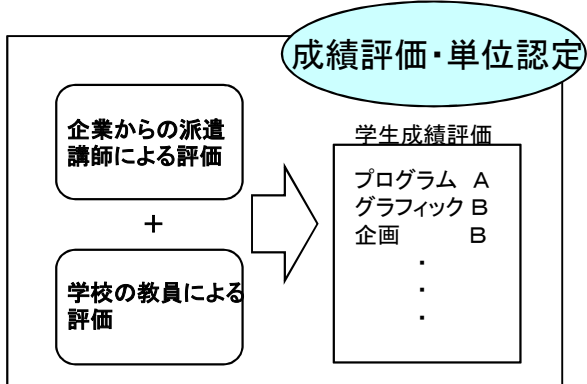 成績評価・単位認定
企業からの派遣
講師による評価
+
学校の教員による
評価
学生成績評価
プログラム A
グラフィック B
企画 B
・
・
・